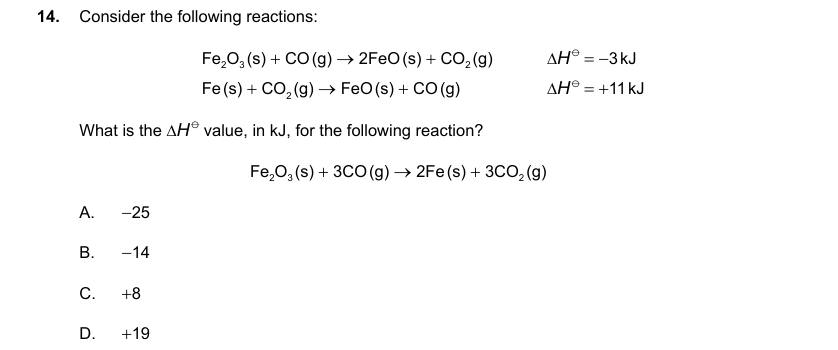 14. Consider the following reactions:
Fe₂O₃(s) + CO(g) → 2FeO(s) + CO₂(g) ΔH⦵ = −3 kJ
Fe(s) + CO₂(g) → FeO(s) + CO(g) ΔH⦵ = +11 kJ
What is the ΔH⦵ value, in kJ, for the following reaction?
Fe₂O₃(s) + 3CO(g) → 2Fe(s) + 3CO₂(g)
A. −25
B. −14
C. +8
D. +19